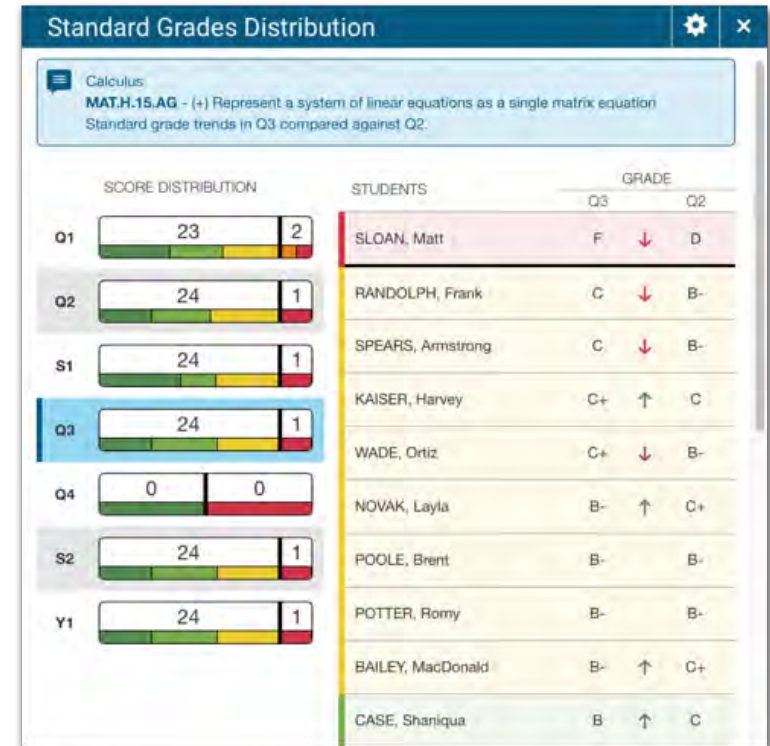 Standard Grades Distribution
Calculus
MAT.H.15.AG - (+) Represent a system of linear equations as a single matrix equation
Standard grade trends in Q3 compared against Q2.
SCORE DISTRIBUTION
Q1 23 2
Q2 24 1
S1 24 1
Q3 24 1
Q4 0 0
S2 24 1
Y1 24 1
STUDENTS
GRADE
Q3 Q2
SLOAN, Matt F ↓ D
RANDOLPH, Frank C ↓ B-
SPEARS, Armstrong C ↓ B-
KAISER, Harvey C+ ↑ C
WADE, Ortiz C+ ↓ B-
NOVAK, Layla B- ↑ C+
POOLE, Brent B- B-
POTTER, Romy B- B-
BAILEY, MacDonald B- ↑ C+
CASE, Shaniqua B ↑ C